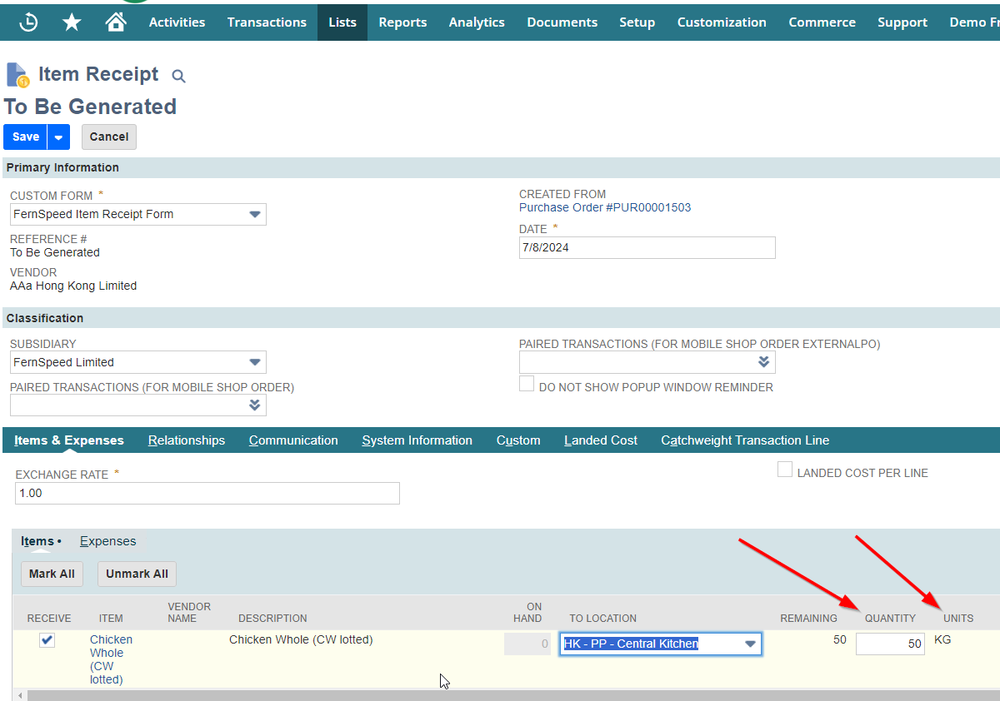 Activities Transactions Lists Reports Analytics Documents Setup Customization Commerce Support Demo
Item Receipt
To Be Generated
Save Cancel
Primary Information
CUSTOM FORM *
FernSpeed Item Receipt Form
REFERENCE #
To Be Generated
VENDOR
AAa Hong Kong Limited
CREATED FROM
Purchase Order #PUR00001503
DATE *
7/8/2024
Classification
SUBSIDIARY
FernSpeed Limited
PAIRED TRANSACTIONS (FOR MOBILE SHOP ORDER)
PAIRED TRANSACTIONS (FOR MOBILE SHOP ORDER EXTERNALPO)
DO NOT SHOW POPUP WINDOW REMINDER
Items & Expenses Relationships Communication System Information Custom Landed Cost Catchweight Transaction Line
EXCHANGE RATE *
1.00
LANDED COST PER LINE
Items • Expenses
Mark All Unmark All
RECEIVE ITEM VENDOR NAME DESCRIPTION ON HAND TO LOCATION REMAINING QUANTITY UNITS
Chicken Whole (CW lotted) Chicken Whole (CW lotted) 0 HK - PP - Central Kitchen 50 50 KG